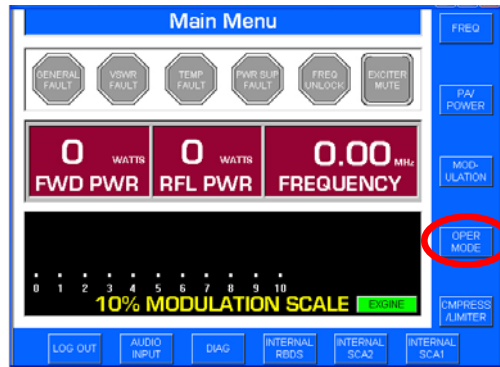 Main Menu
FREQ
GENERAL FAULT
VSWR FAULT
TEMP FAULT
PWR SUP FAULT
FREQ UNLOCK
EXCITER MUTE
PA/ POWER
0 WATTS
FWD PWR
0 WATTS
RFL PWR
0.00 MHz
FREQUENCY
MOD- ULATION
OPER MODE
0 1 2 3 4 5 6 7 8 9 10
10% MODULATION SCALE
EXGINE
CMPRESS /LIMITER
LOG OUT
AUDIO INPUT
DIAG
INTERNAL RBDS
INTERNAL SCA2
INTERNAL SCA1